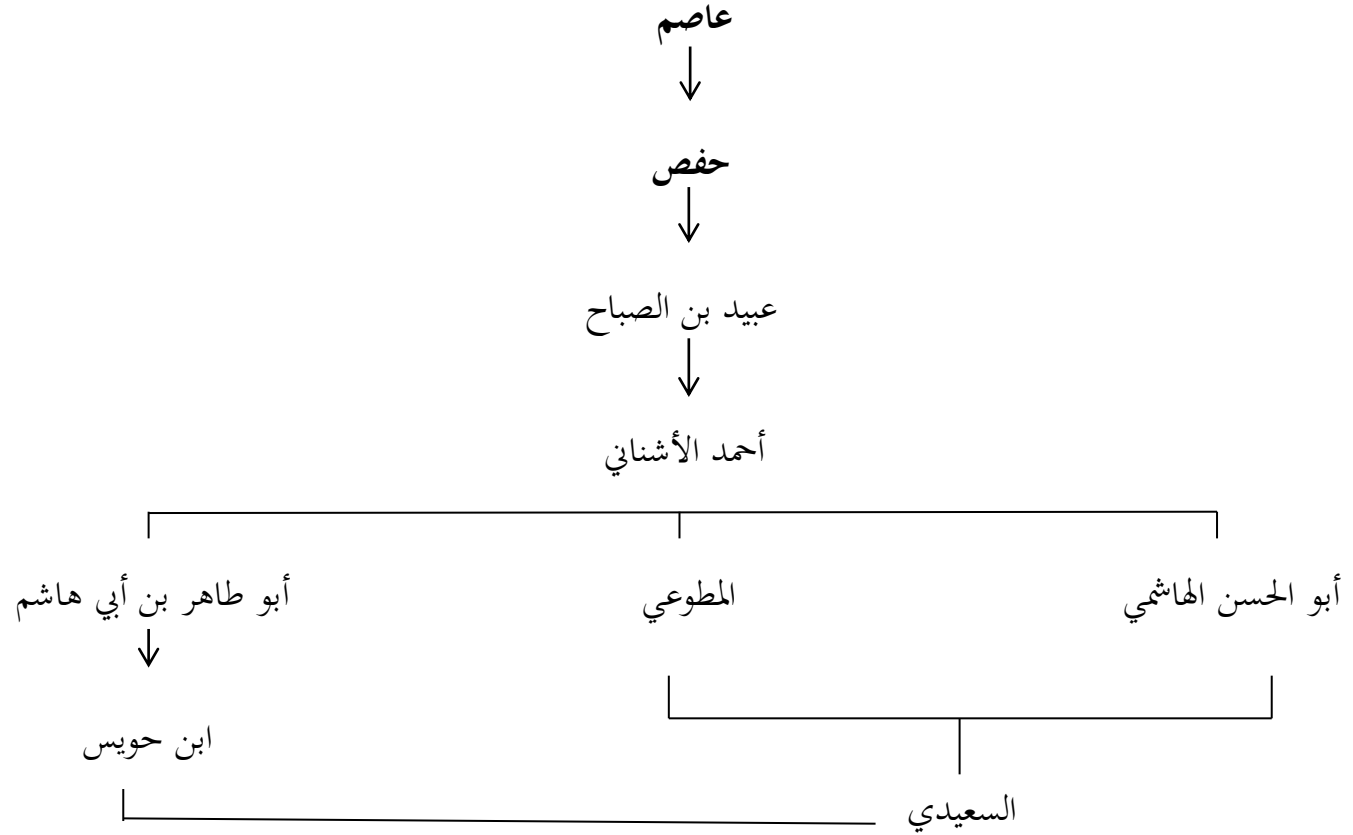 عاصم
حفص
عبيد بن الصباح
أحمد الأشناني
أبو الحسن الهاشمي
المطوعي
أبو طاهر بن أبي هاشم
ابن حويس
السعيدي